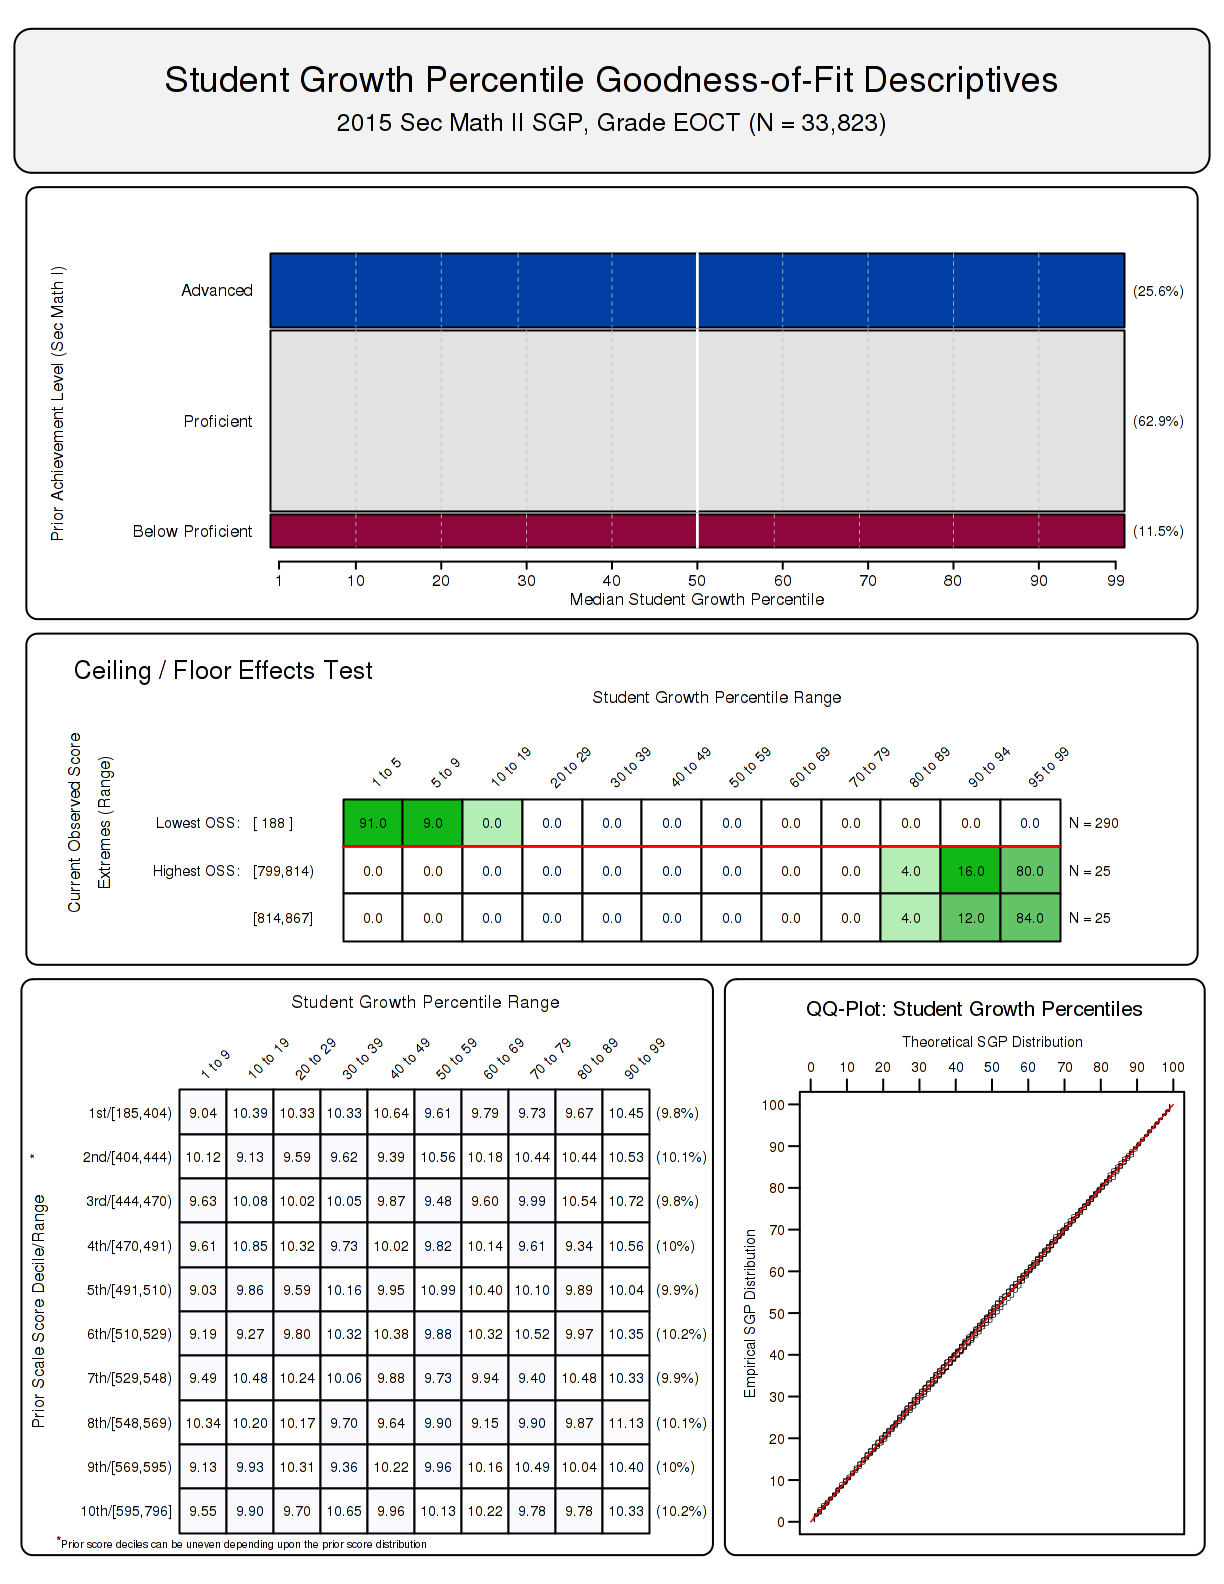 Student Growth Percentile Goodness-of-Fit Descriptives
2015 Sec Math II SGP, Grade EOCT (N = 33,823)
Prior Achievement Level (Sec Math I)
Advanced (25.6%)
Proficient (62.9%)
Below Proficient (11.5%)
1 10 20 30 40 50 60 70 80 90 99
Median Student Growth Percentile
Ceiling / Floor Effects Test
Student Growth Percentile Range
Current Observed Score
Extremes (Range)
1 to 5 5 to 9 10 to 19 20 to 29 30 to 39 40 to 49 50 to 59 60 to 69 70 to 79 80 to 89 90 to 94 95 to 99
Lowest OSS: [ 188 ] 91.0 9.0 0.0 0.0 0.0 0.0 0.0 0.0 0.0 0.0 0.0 0.0 N = 290
Highest OSS: [799,814) 0.0 0.0 0.0 0.0 0.0 0.0 0.0 0.0 0.0 4.0 16.0 80.0 N = 25
[814,867] 0.0 0.0 0.0 0.0 0.0 0.0 0.0 0.0 0.0 4.0 12.0 84.0 N = 25
Student Growth Percentile Range
1 to 9 10 to 19 20 to 29 30 to 39 40 to 49 50 to 59 60 to 69 70 to 79 80 to 89 90 to 99
Prior Scale Score Decile/Range *
1st/[185,404) 9.04 10.39 10.33 10.33 10.64 9.61 9.79 9.73 9.67 10.45 (9.8%)
2nd/[404,444) 10.12 9.13 9.59 9.62 9.39 10.56 10.18 10.44 10.44 10.53 (10.1%)
3rd/[444,470) 9.63 10.08 10.02 10.05 9.87 9.48 9.60 9.99 10.54 10.72 (9.8%)
4th/[470,491) 9.61 10.85 10.32 9.73 10.02 9.82 10.14 9.61 9.34 10.56 (10%)
5th/[491,510) 9.03 9.86 9.59 10.16 9.95 10.99 10.40 10.10 9.89 10.04 (9.9%)
6th/[510,529) 9.19 9.27 9.80 10.32 10.38 9.88 10.32 10.52 9.97 10.35 (10.2%)
7th/[529,548) 9.49 10.48 10.24 10.06 9.88 9.73 9.94 9.40 10.48 10.33 (9.9%)
8th/[548,569) 10.34 10.20 10.17 9.70 9.64 9.90 9.15 9.90 9.87 11.13 (10.1%)
9th/[569,595) 9.13 9.93 10.31 9.36 10.22 9.96 10.16 10.49 10.04 10.40 (10%)
10th/[595,796] 9.55 9.90 9.70 10.65 9.96 10.13 10.22 9.78 9.78 10.33 (10.2%)
*Prior score deciles can be uneven depending upon the prior score distribution
QQ-Plot: Student Growth Percentiles
Theoretical SGP Distribution
0 10 20 30 40 50 60 70 80 90 100
Empirical SGP Distribution
100
90
80
70
60
50
40
30
20
10
0